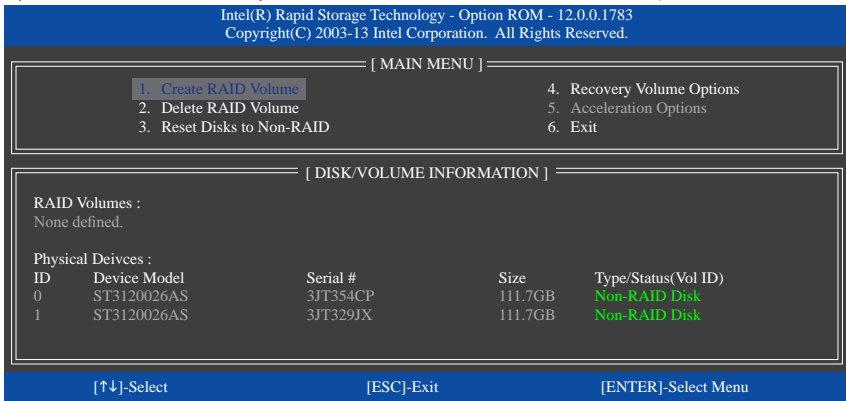 Intel(R) Rapid Storage Technology - Option ROM - 12.0.0.1783
Copyright(C) 2003-13 Intel Corporation. All Rights Reserved.
[ MAIN MENU ]
1. Create RAID Volume
2. Delete RAID Volume
3. Reset Disks to Non-RAID
4. Recovery Volume Options
5. Acceleration Options
6. Exit
[ DISK/VOLUME INFORMATION ]
RAID Volumes :
None defined.
Physical Deivces :
ID Device Model Serial # Size Type/Status(Vol ID)
0 ST3120026AS 3JT354CP 111.7GB Non-RAID Disk
1 ST3120026AS 3JT329JX 111.7GB Non-RAID Disk
[↑↓]-Select [ESC]-Exit [ENTER]-Select Menu